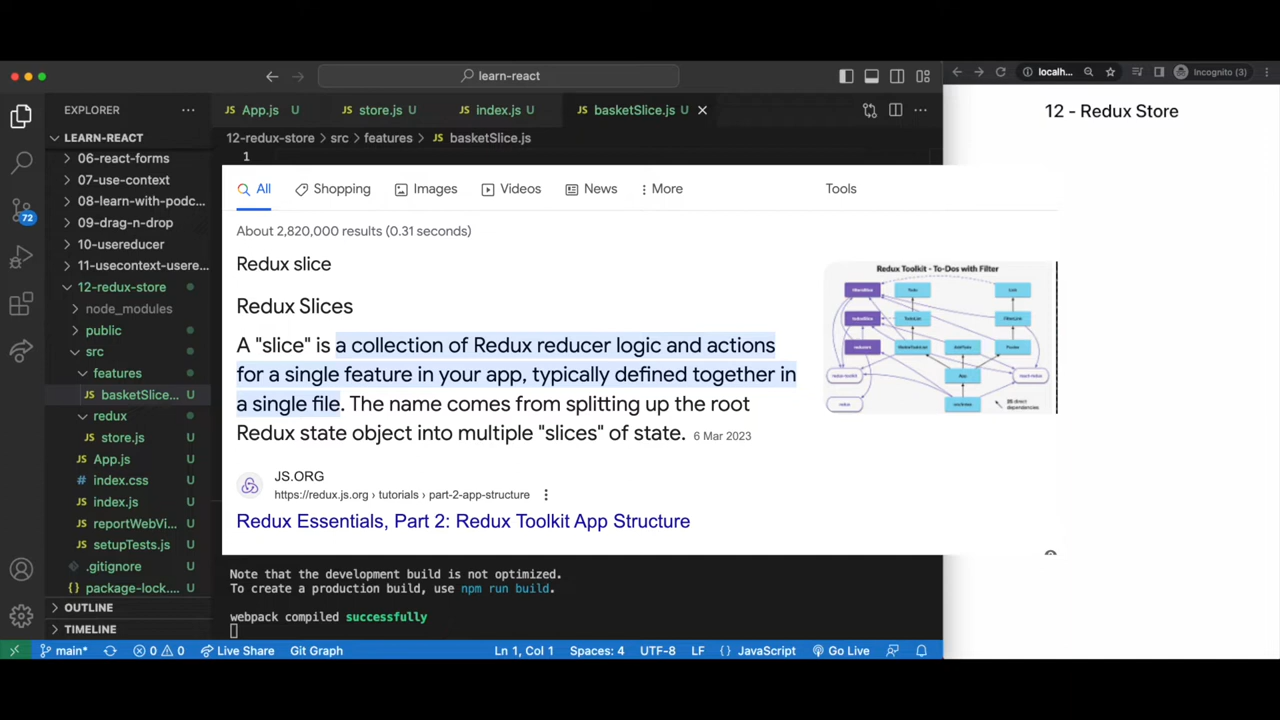 learn-react
localh...
Incognito (3)
EXPLORER
App.js U
store.js U
index.js U
basketSlice.js U
12 - Redux Store
LEARN-REACT
12-redux-store > src > features > basketSlice.js
1
06-react-forms
07-use-context
08-learn-with-podc...
09-drag-n-drop
10-usereducer
11-usecontext-usere...
12-redux-store
node_modules
public
src
features
basketSlice... U
redux
store.js U
App.js U
index.css U
index.js U
reportWebVi... U
setupTests.js U
.gitignore U
package-lock.... U
OUTLINE
TIMELINE
72
All
Shopping
Images
Videos
News
More
Tools
About 2,820,000 results (0.31 seconds)
Redux slice
Redux Slices
A "slice" is a collection of Redux reducer logic and actions
for a single feature in your app, typically defined together in
a single file. The name comes from splitting up the root
Redux state object into multiple "slices" of state. 6 Mar 2023
JS.ORG
https://redux.js.org › tutorials › part-2-app-structure
Redux Essentials, Part 2: Redux Toolkit App Structure
Redux Toolkit - To-Dos with Filter
Note that the development build is not optimized.
To create a production build, use npm run build.
webpack compiled successfully
main* 0 0 Live Share Git Graph Ln 1, Col 1 Spaces: 4 UTF-8 LF {} JavaScript Go Live